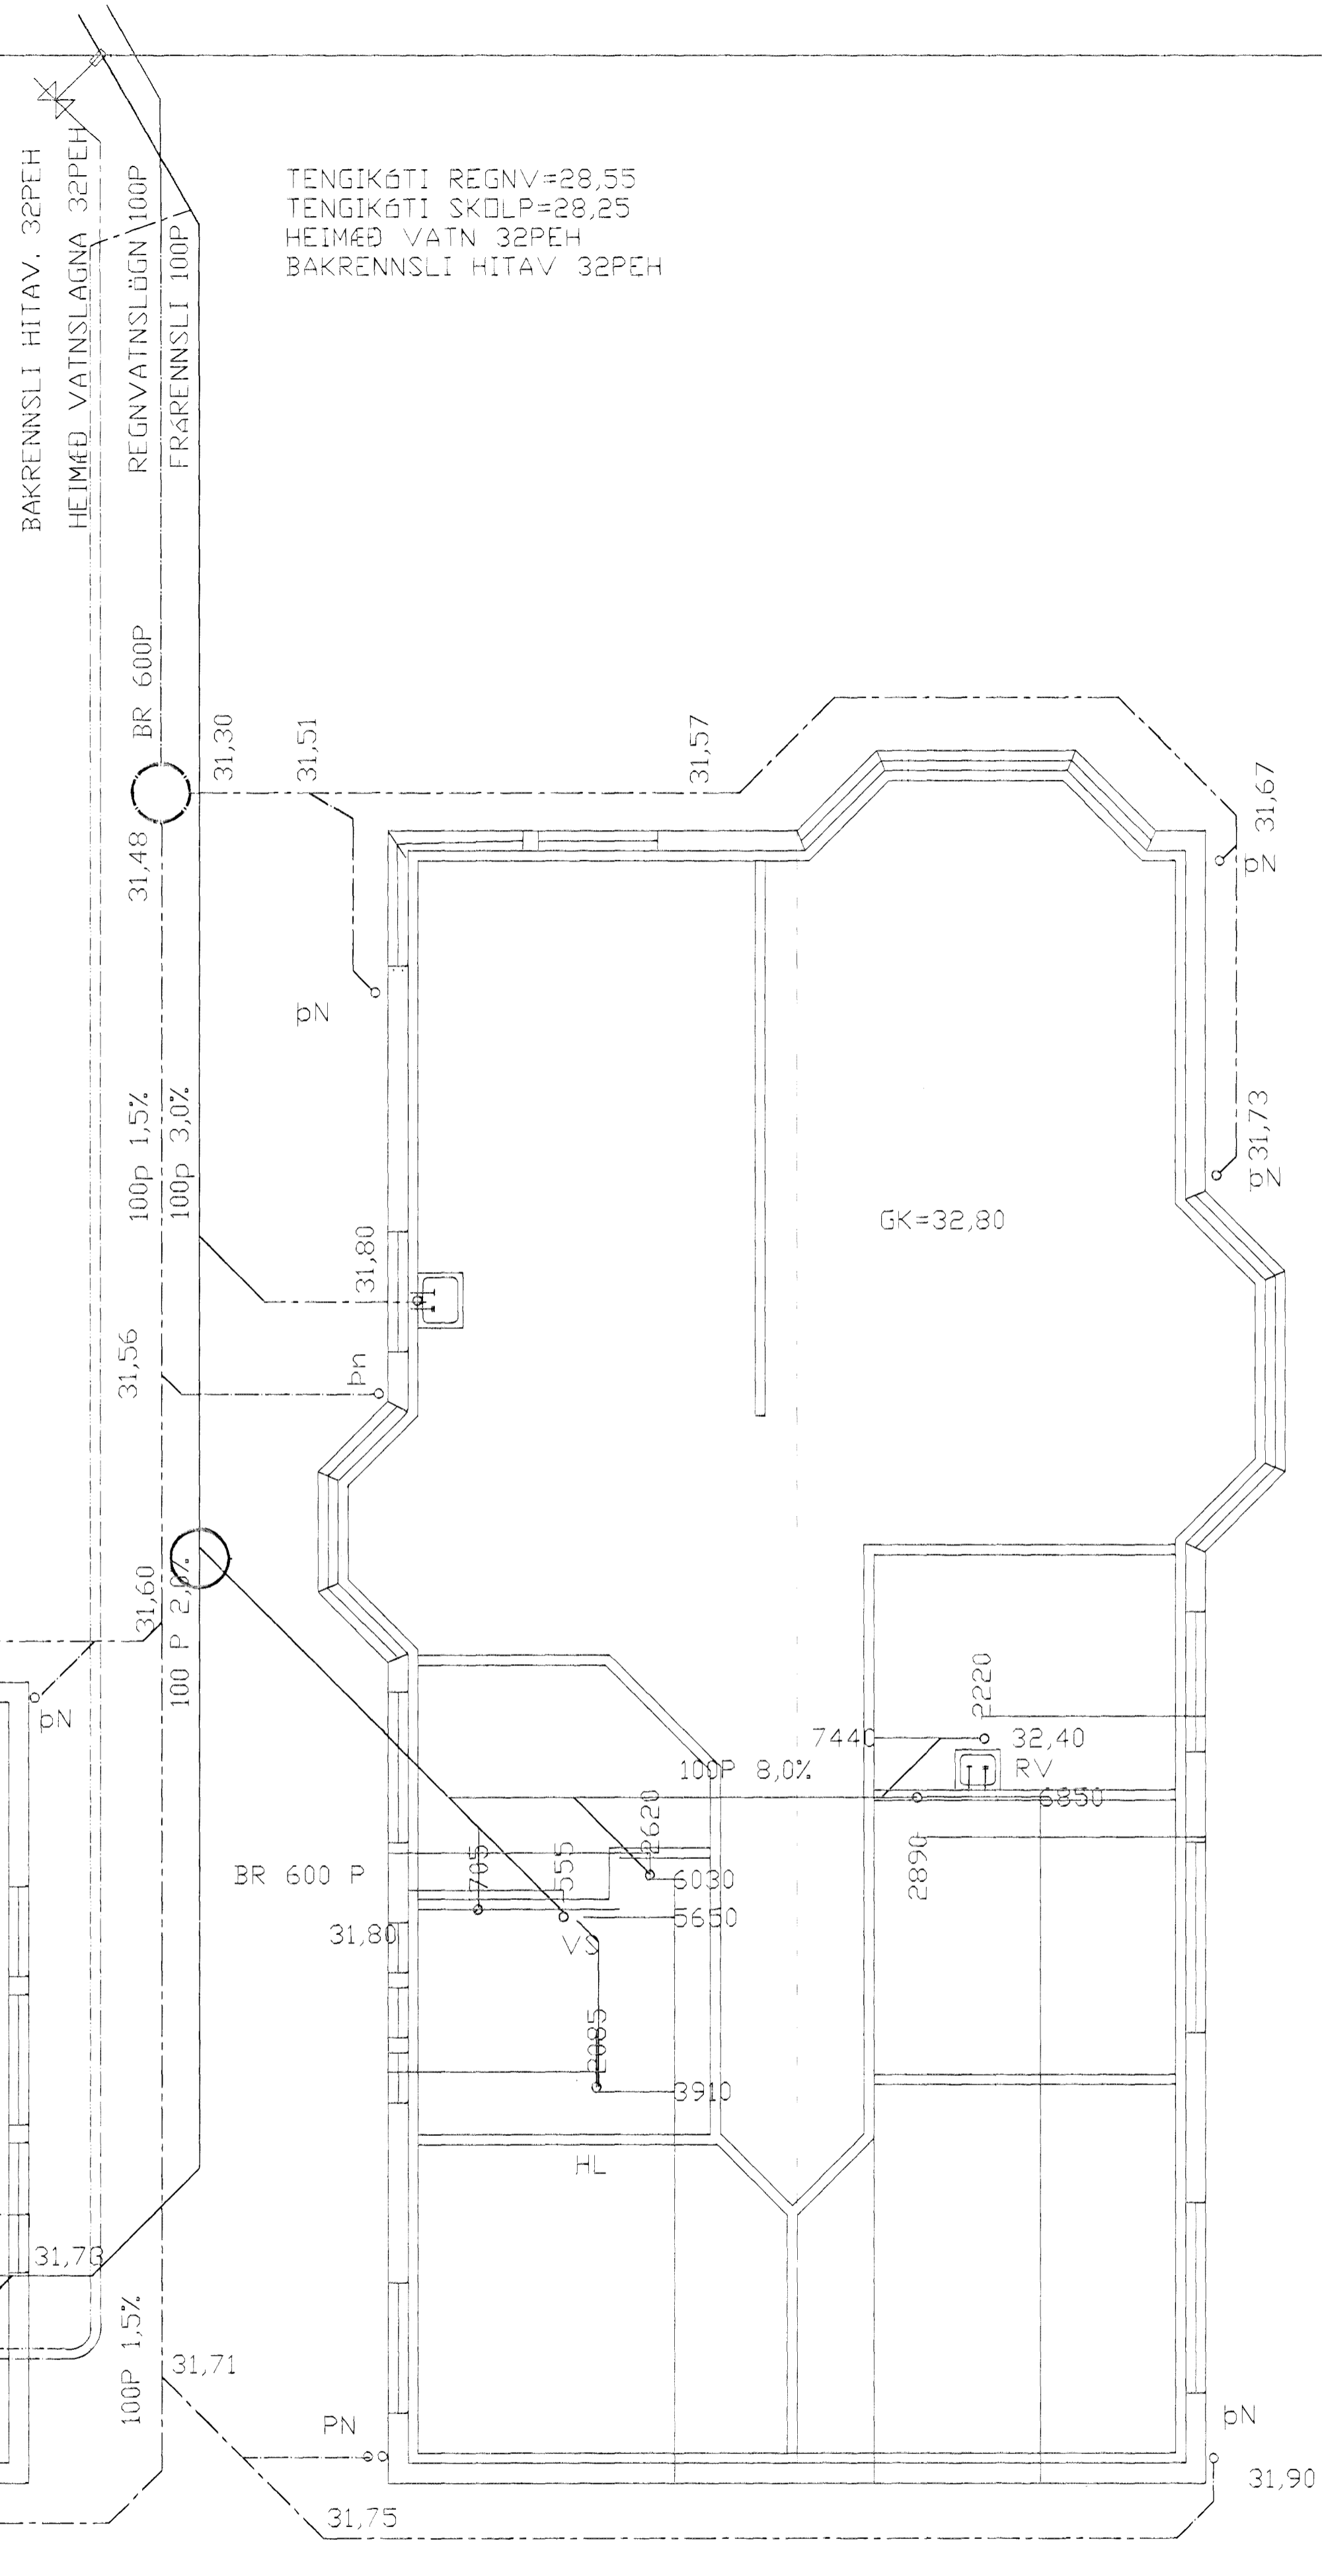 BAKRENNSLI HITAV. 32PEH
HEIMÆÐ VATNSLAGNA 32PEH
REGNVATNSLÖGN 100P
FRáRENNSLI 100P
TENGIKóTI REGNV=28,55
TENGIKóTI SKOLP=28,25
HEIMÆÐ VATN 32PEH
BAKRENNSLI HITAV 32PEH
BR 600P
31,30
31,51
31,57
31,67
31,48
þN
þN
100p 1,5%
100p 3,0%
31,73
þN
GK=32,80
31,80
31,56
Pn
31,60
100 P 2,0%
þN
2220
7440
32,40
100P 8,0%
RV
6850
2620
BR 600 P
705
555
6030
2890
5650
31,80
VS
2085
3910
HL
31,73
100P 1,5%
31,71
PN
þN
31,75
31,90